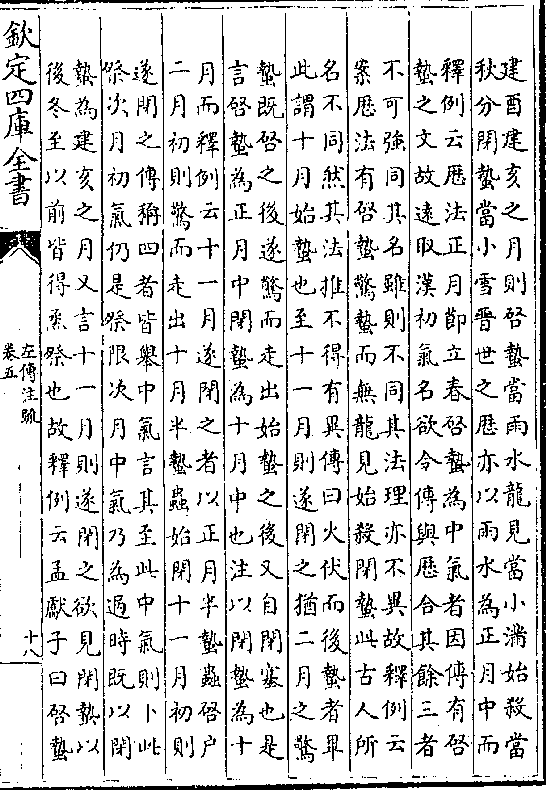 建酉建亥之月則啓蟄當雨水龍見當小滿始殺當
秋分閉蟄當小雪晉世之歴亦以雨水為正月中而
釋例云歴法正月節立春啓蟄為中氣者因傳有啓
蟄之文故逺取漢初氣名欲令傳與歴合其餘三者
不可強同其名雖則不同其法理亦不異故釋例云
案歴法有啓蟄驚蟄而無龍見始殺閉蟄此古人所
名不同然其法推不得有異傳曰火伏而後蟄者畢
此謂十月始蟄也至十一月則遂閉之猶二月之驚
蟄既啓之後遂驚而走出始蟄之後又自閉塞也是
言啓蟄為正月中閉蟄為十月中也注以閉蟄為十
月而釋例云十一月遂閉之者以正月半蟄蟲啓户
二月初則驚而走出十月半蟄蟲始閉十一月初則
遂閉之傳稱四者皆舉中氣言其至此中氣則卜此
祭次月初氣仍是祭限次月中氣乃為過時既以閉
蟄為建亥之月又言十一月則遂閉之欲見閉蟄以
後冬至以前皆得烝祭也故釋例云孟獻子曰啓蟄
欽定四庫全書
左傳注疏
卷五
十八